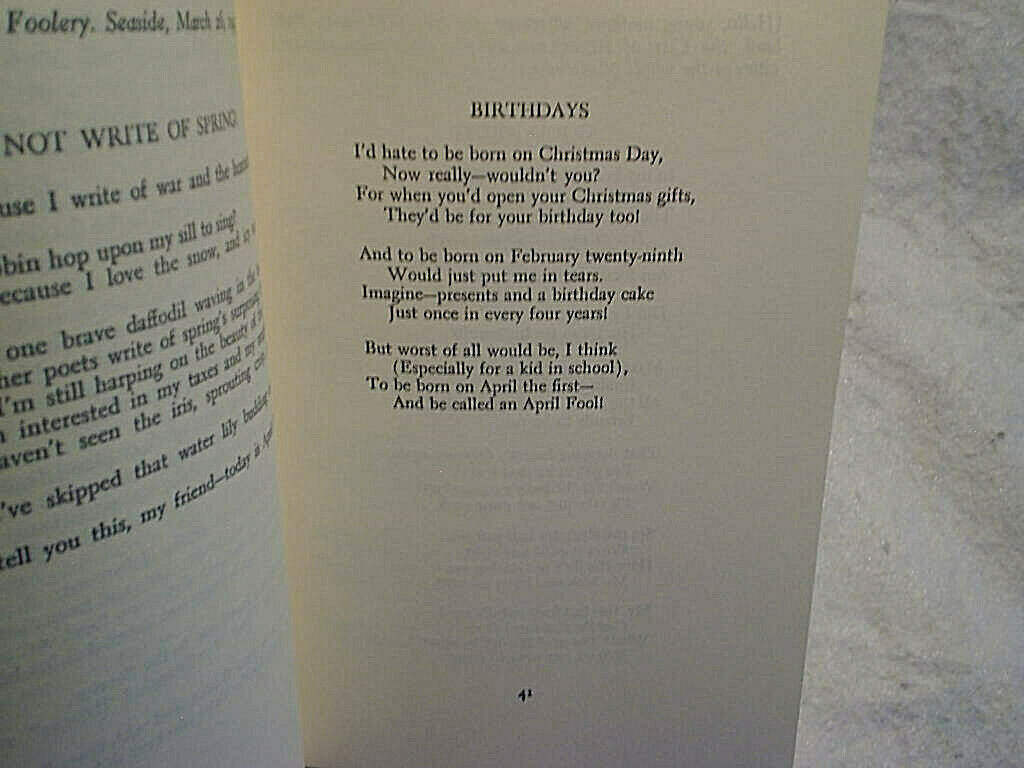 Foolery. Seaside, March
NOT WRITE OF SPRING
use I write of war and the
bin hop upon my sill to sing?
ecause I love the snow, and
one brave daffodil waving in the
her poets write of spring's
I'm still harping on the beauty of
interested in my taxes and my
aven't seen the iris, sprouting
've skipped that water lily budding
tell you this, my friend—today is
BIRTHDAYS
I'd hate to be born on Christmas Day,
Now really—wouldn't you?
For when you'd open your Christmas gifts,
They'd be for your birthday too!
And to be born on February twenty-ninth
Would just put me in tears.
Imagine—presents and a birthday cake
Just once in every four years!
But worst of all would be, I think
(Especially for a kid in school),
To be born on April the first—
And be called an April Fool!
41